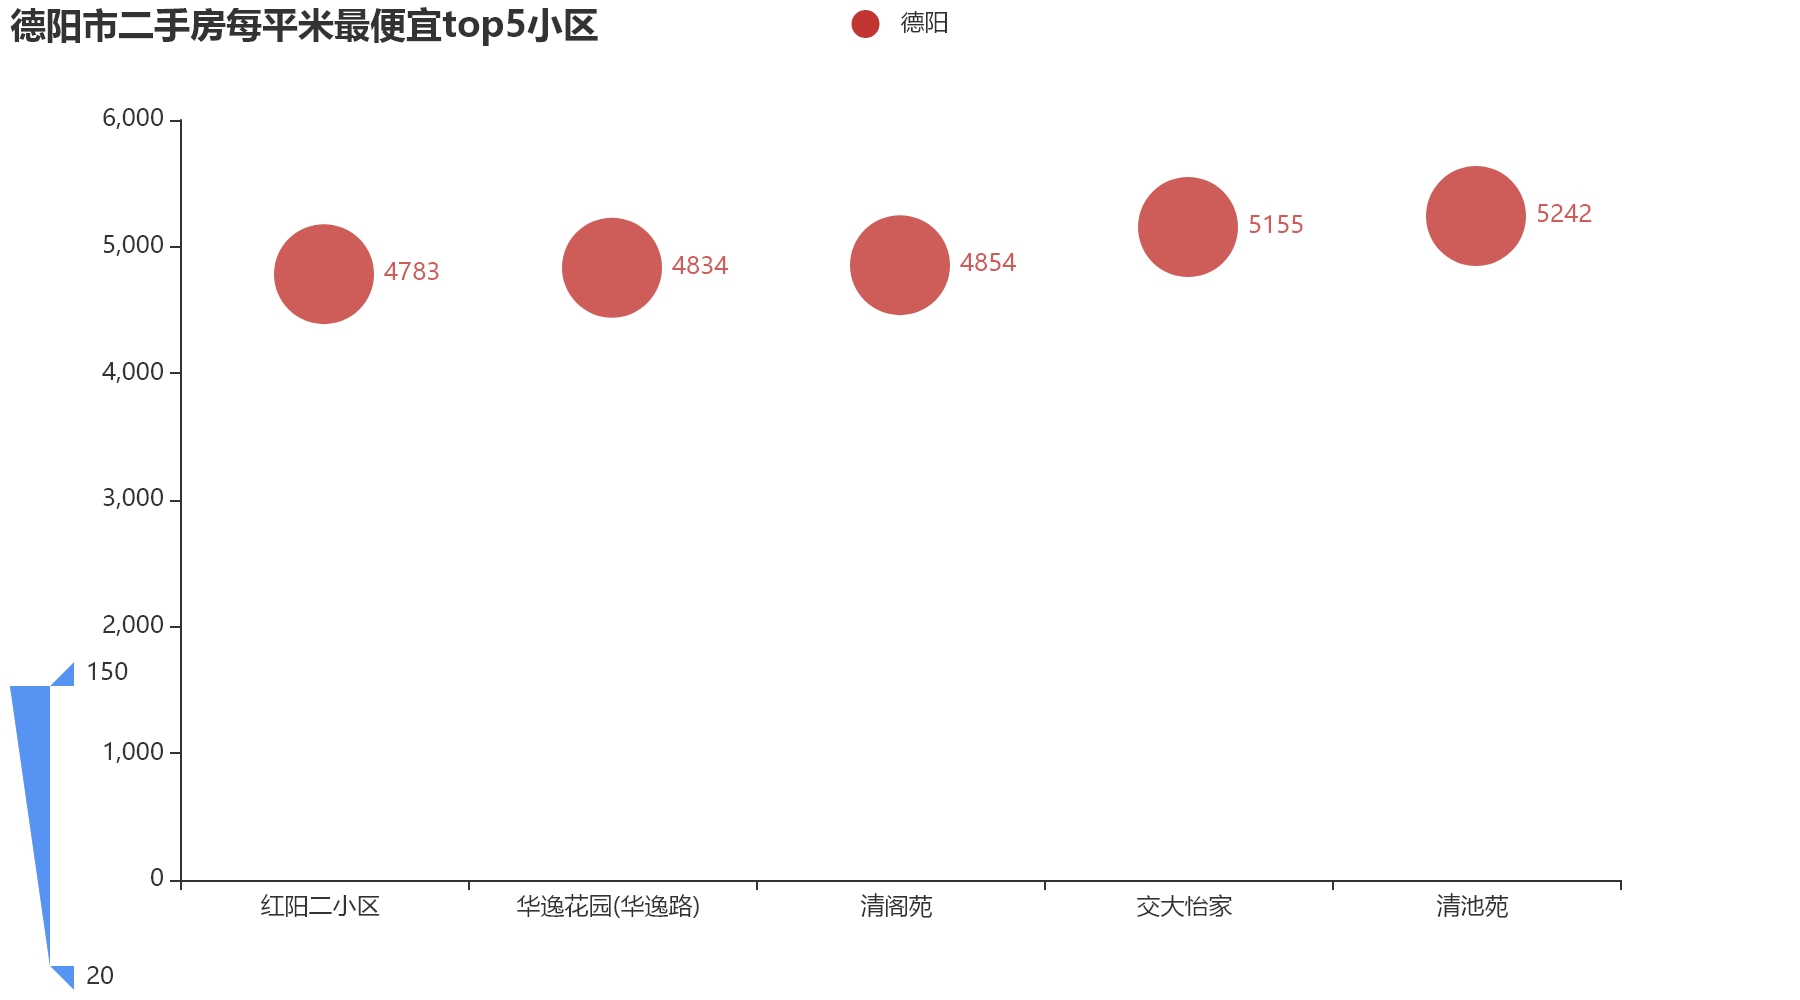 德阳市二手房每平米最便宜top5小区
德阳
6,000
5,000
4,000
3,000
2,000
1,000
0
4783
4834
4854
5155
5242
红阳二小区
华逸花园(华逸路)
清阁苑
交大怡家
清池苑
150
20